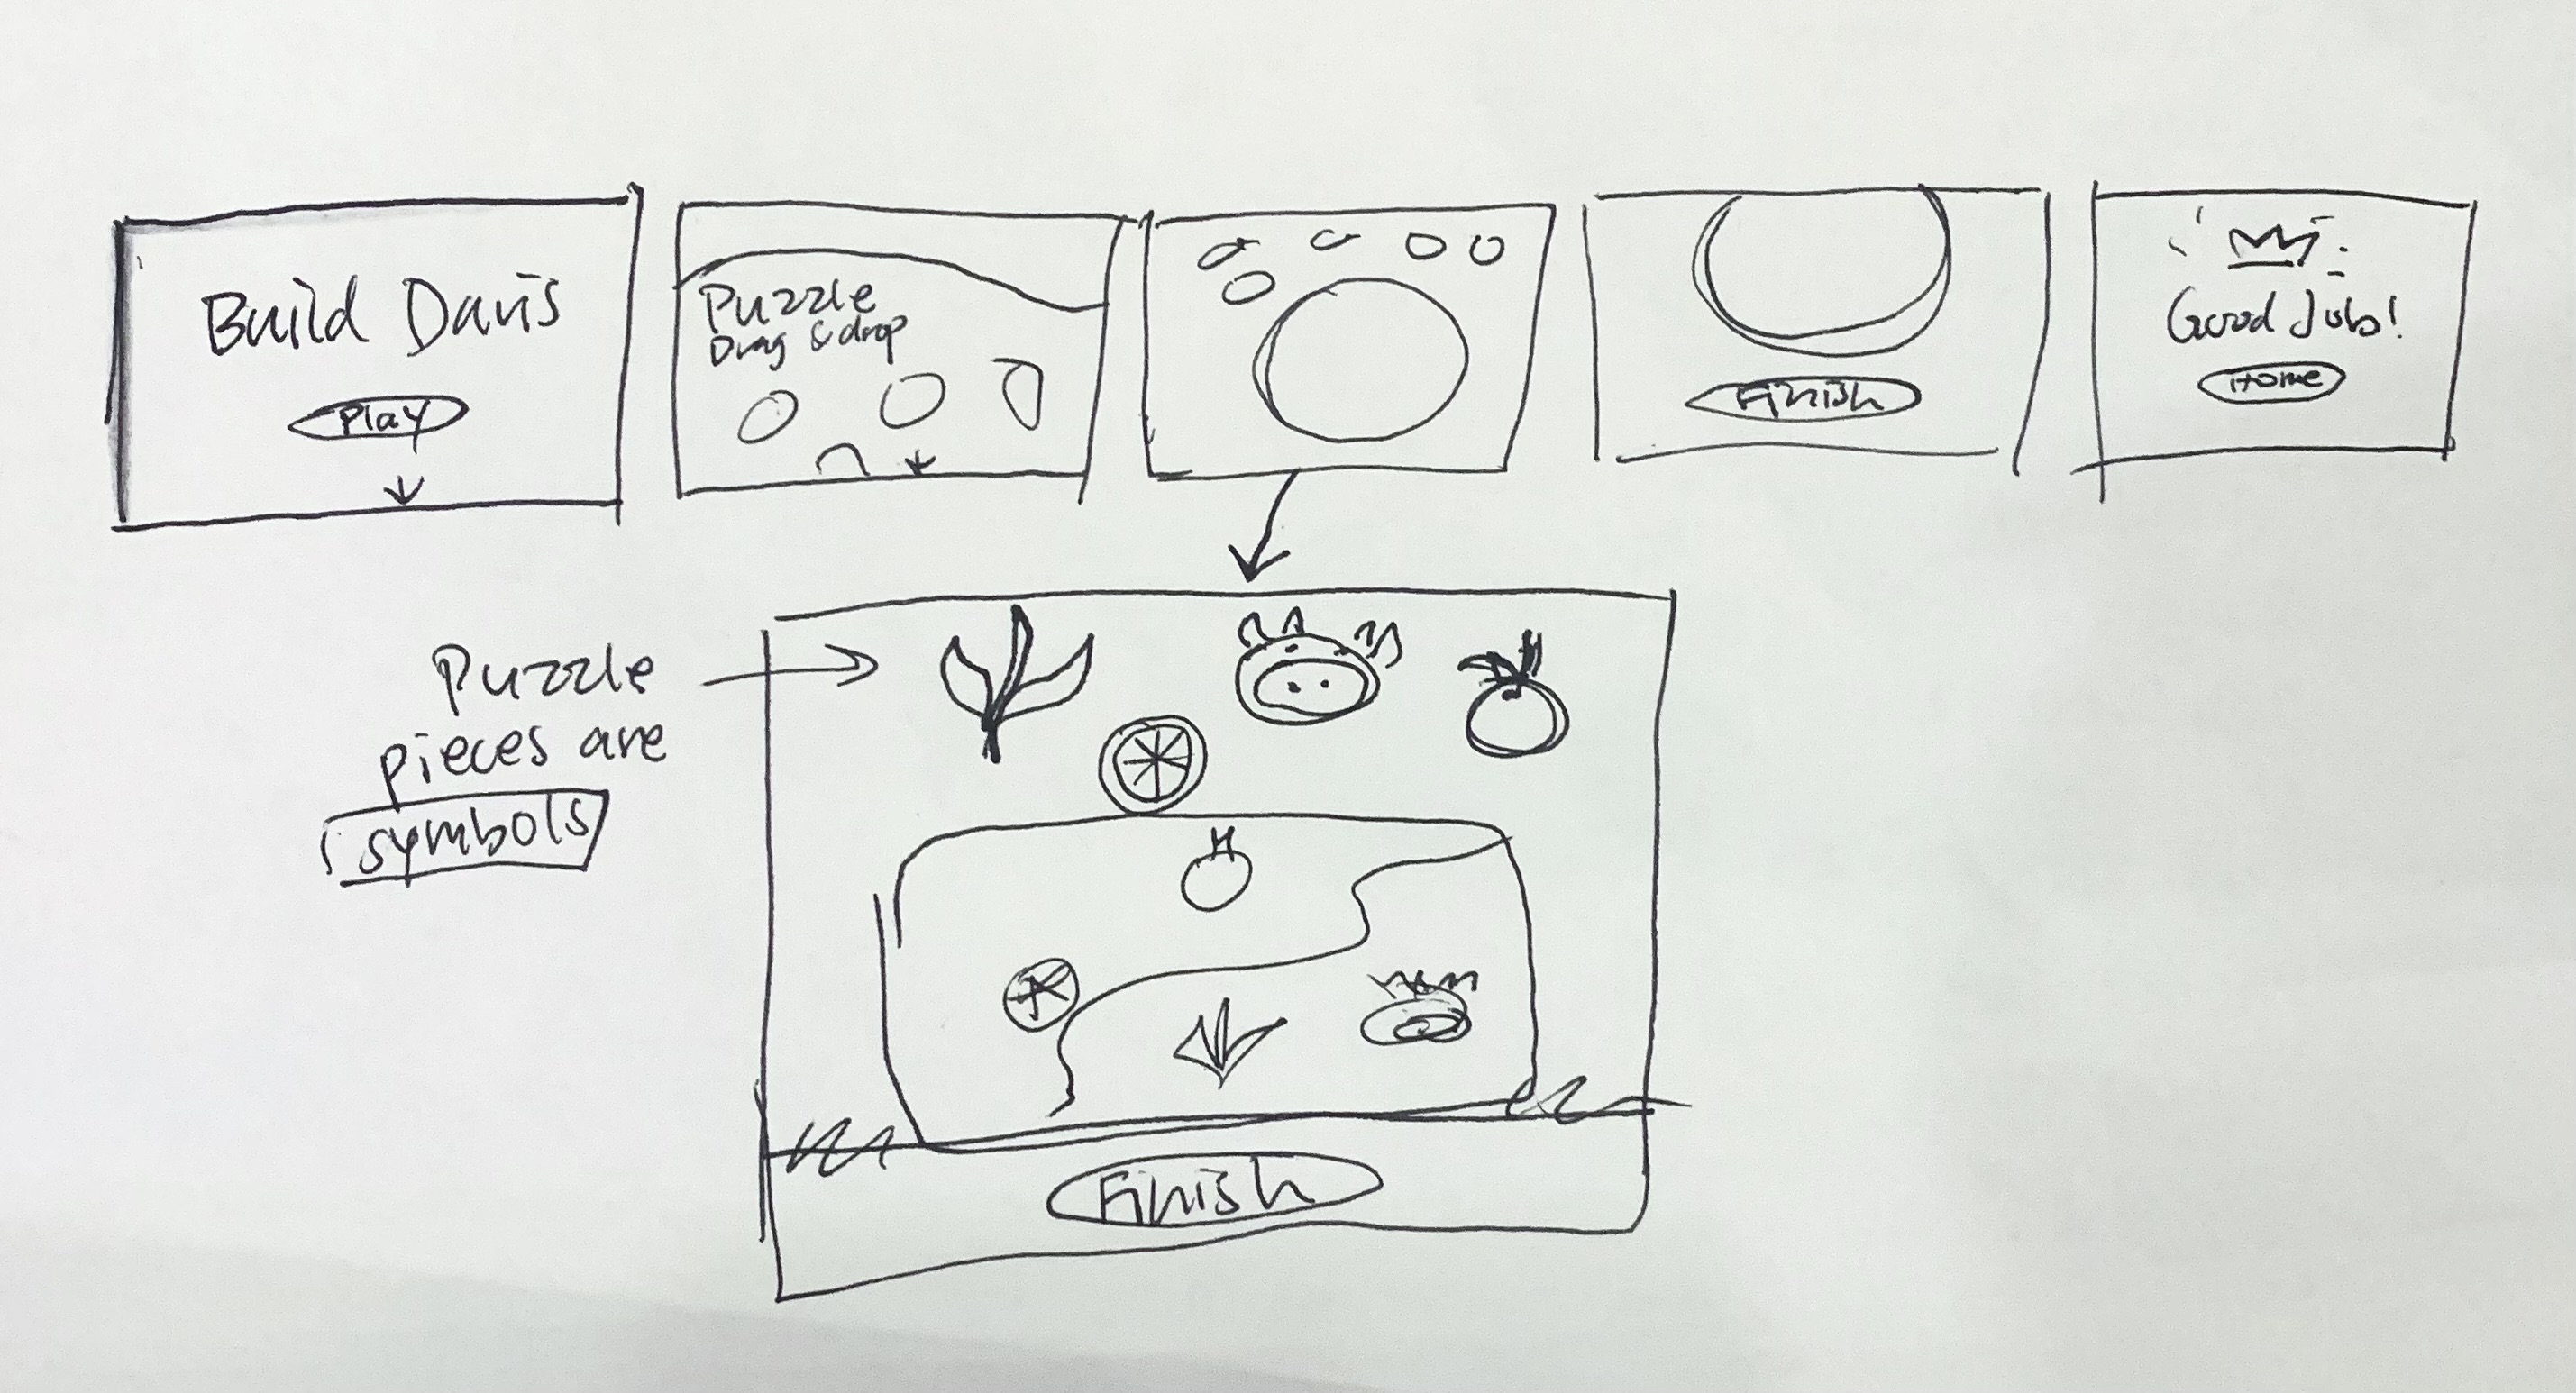 Build Davis
Play
Puzzle
Drag & drop
Finish
Good Job!
Home
Puzzle
pieces are
symbols
Finish